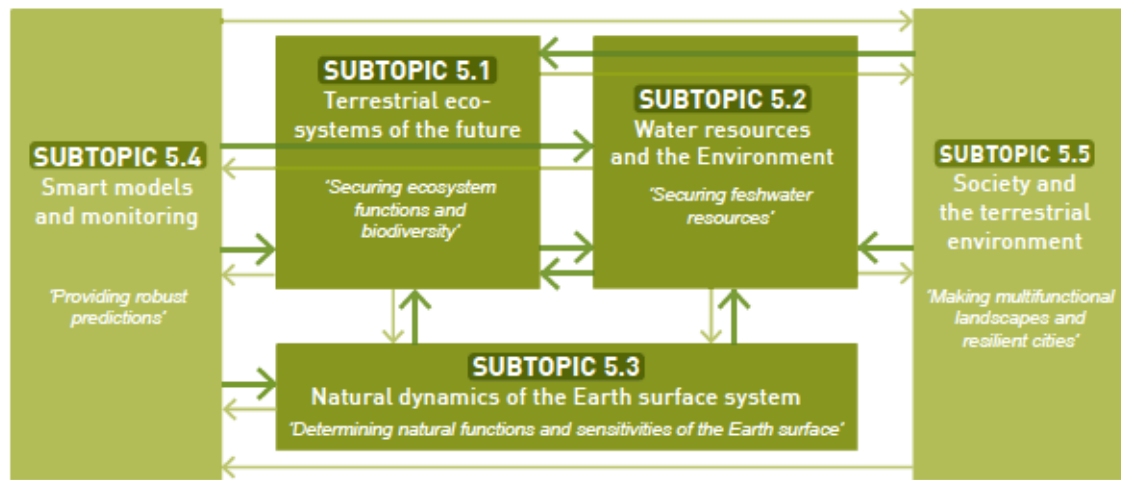 SUBTOPIC 5.4
Smart models
and monitoring
'Providing robust
predictions'
SUBTOPIC 5.1
Terrestrial eco-
systems of the future
'Securing ecosystem
functions and
biodiversity'
SUBTOPIC 5.2
Water resources
and the Environment
'Securing feshwater
resources'
SUBTOPIC 5.3
Natural dynamics of the Earth surface system
'Determining natural functions and sensitivities of the Earth surface'
SUBTOPIC 5.5
Society and
the terrestrial
environment
'Making multifunctional
landscapes and
resilient cities'